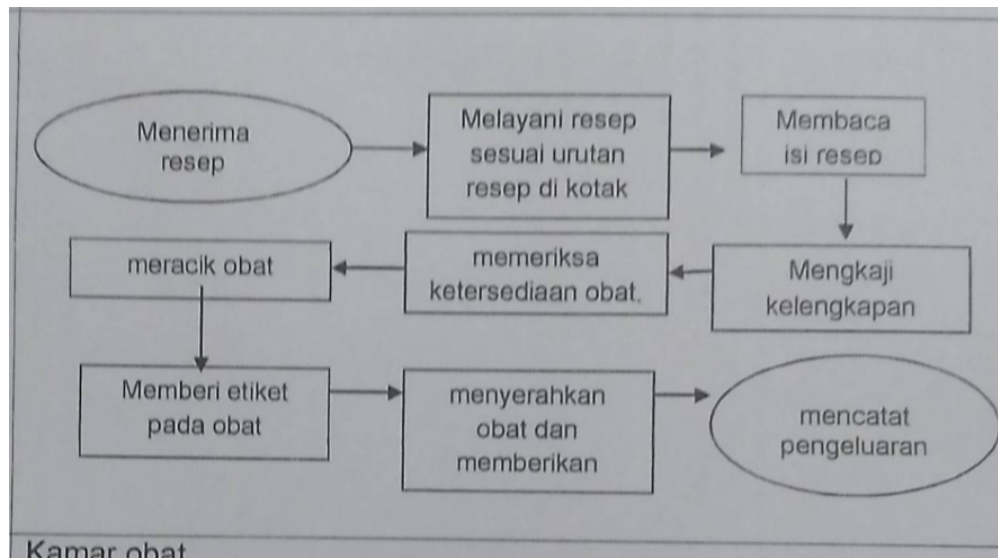 Menerima
resep
Melayani resep
sesuai urutan
resep di kotak
Membaca
isi resep
Mengkaji
kelengkapan
memeriksa
ketersediaan obat.
meracik obat
Memberi etiket
pada obat
menyerahkan
obat dan
memberikan
mencatat
pengeluaran
Kamar obat